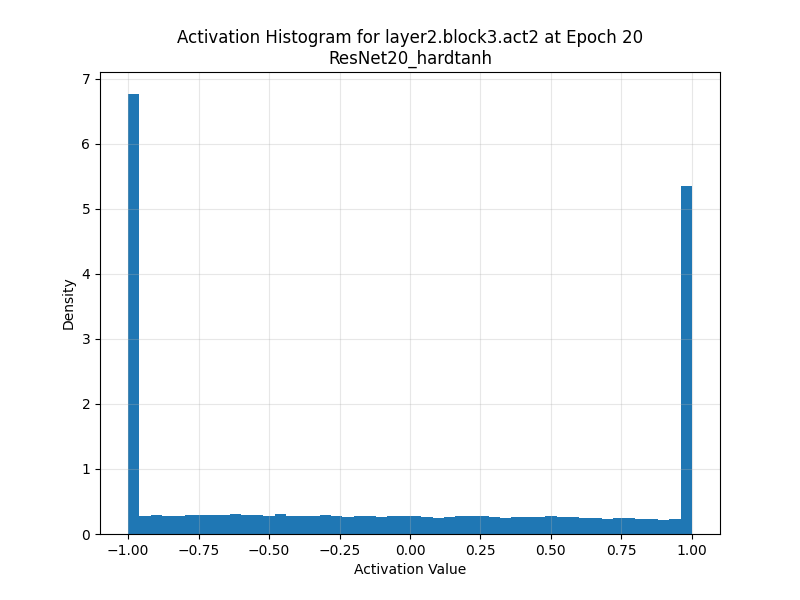 Activation Histogram for layer2.block3.act2 at Epoch 20
ResNet20_hardtanh
Density
7
6
5
4
3
2
1
0
−1.00 −0.75 −0.50 −0.25 0.00 0.25 0.50 0.75 1.00
Activation Value